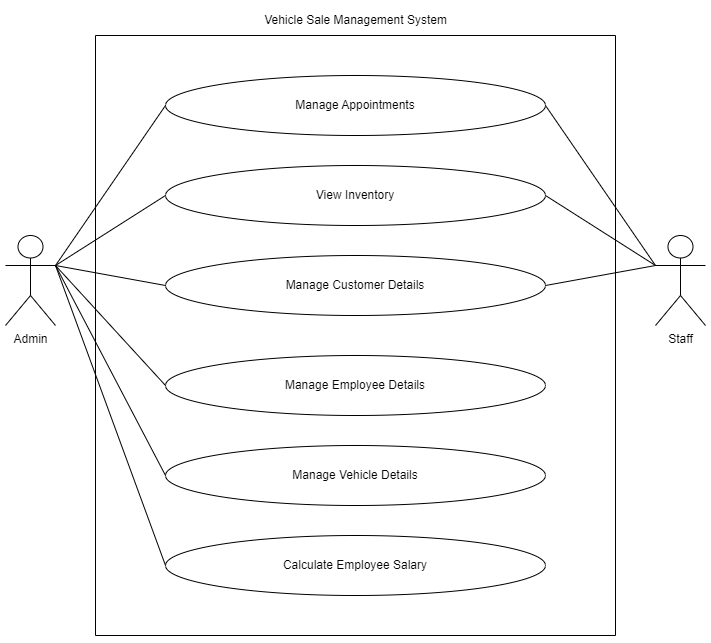 Vehicle Sale Management System
Manage Appointments
View Inventory
Manage Customer Details
Admin
Staff
Manage Employee Details
Manage Vehicle Details
Calculate Employee Salary